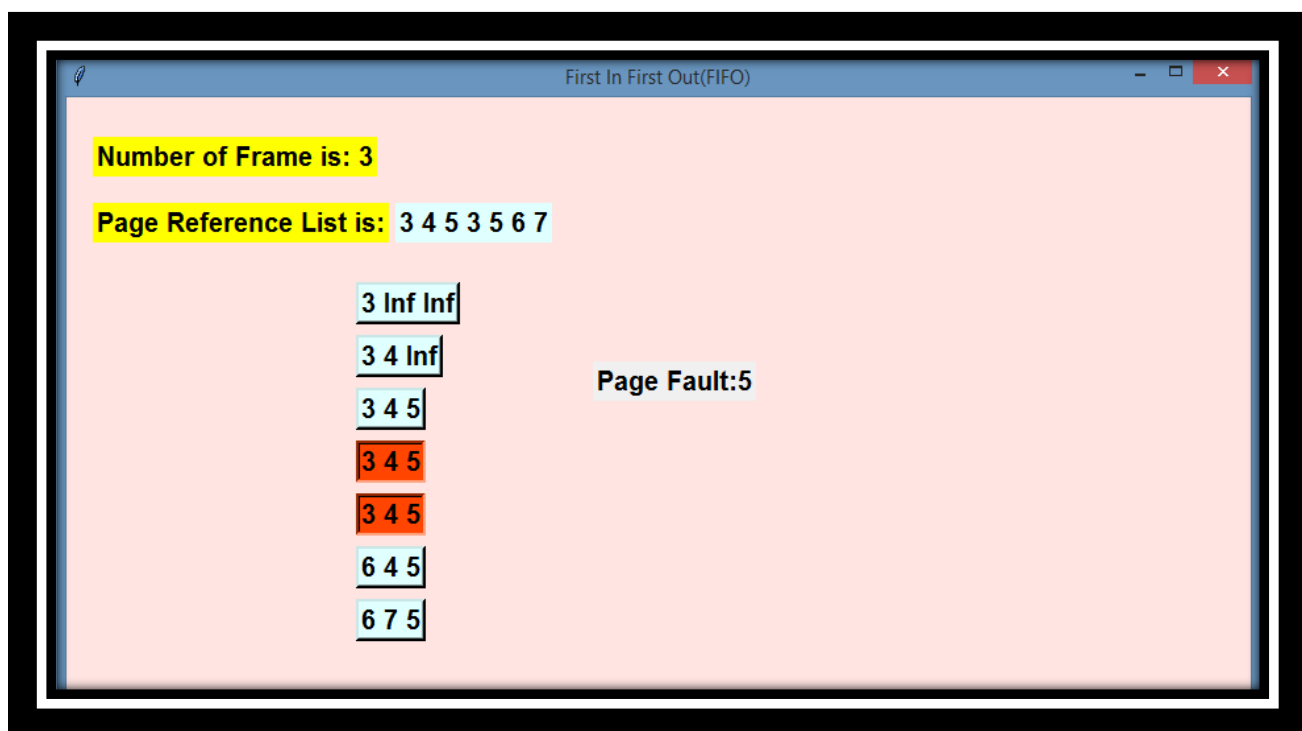 First In First Out(FIFO)
Number of Frame is: 3
Page Reference List is: 3 4 5 3 5 6 7
3 Inf Inf
3 4 Inf
Page Fault:5
3 4 5
3 4 5
3 4 5
6 4 5
6 7 5